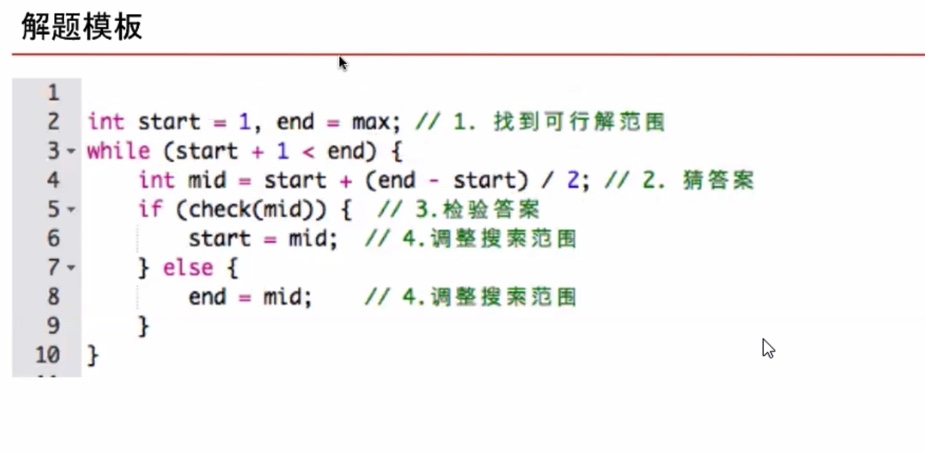 解题模板
1
2 int start = 1, end = max; // 1. 找到可行解范围
3 while (start + 1 < end) {
4     int mid = start + (end - start) / 2; // 2. 猜答案
5     if (check(mid)) {  // 3.检验答案
6         start = mid;  // 4.调整搜索范围
7     } else {
8         end = mid;    // 4.调整搜索范围
9     }
10 }